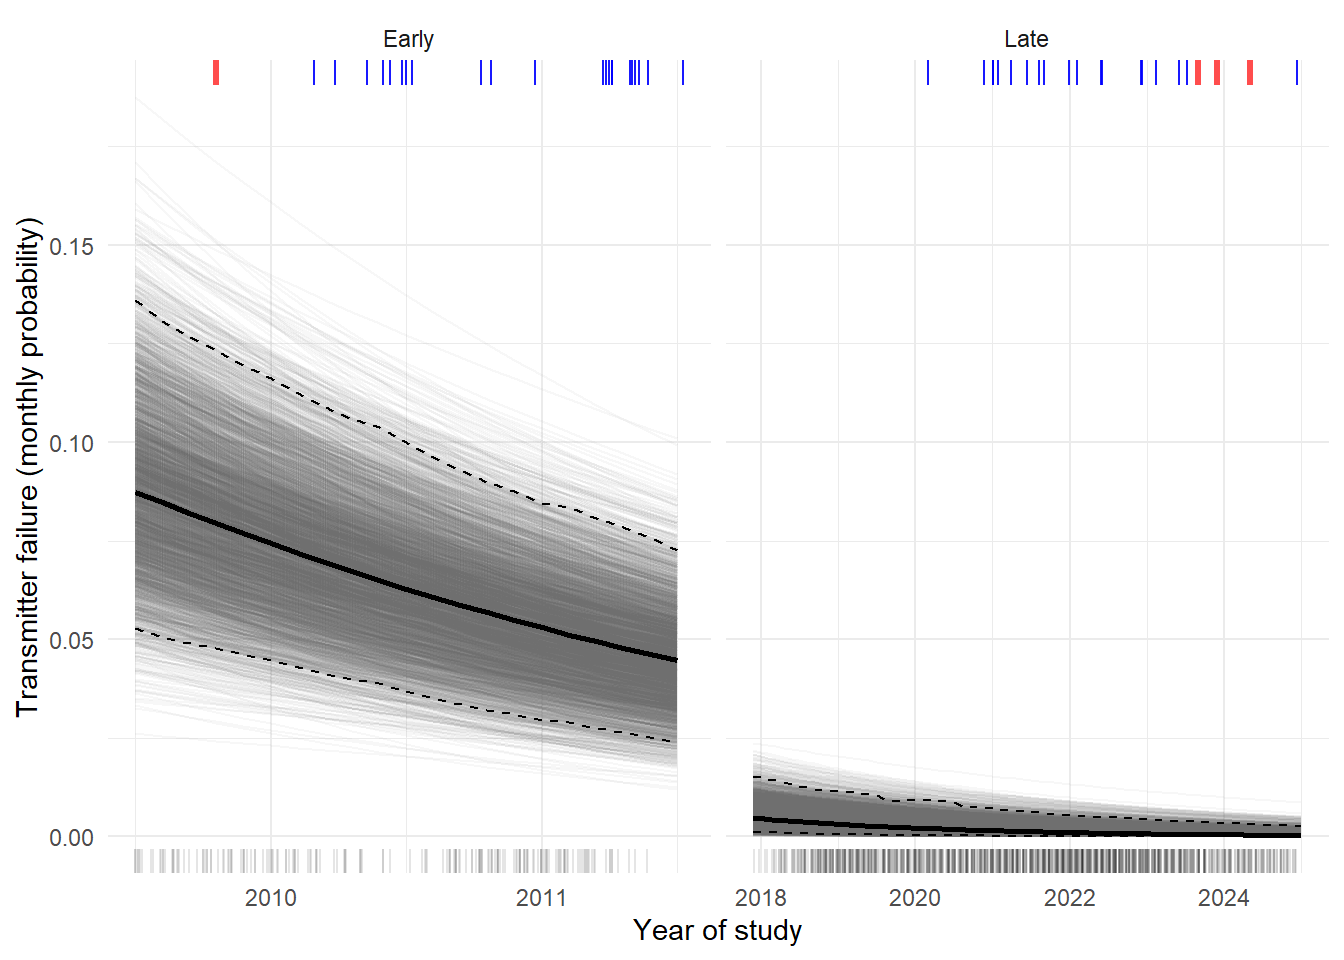 Early
Late
Transmitter failure (monthly probability)
0.15
0.10
0.05
0.00
2010
2011
2018
2020
2022
2024
Year of study